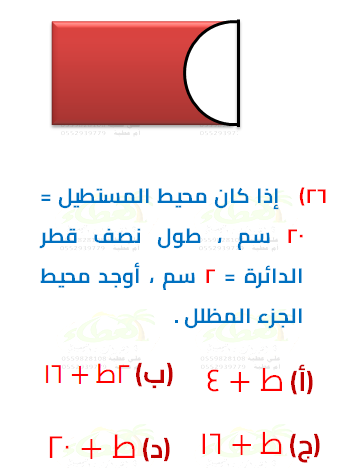 ٢٦) إذا كان محيط المستطيل =
٢٠ سم ، طول نصف قطر
الدائرة = ٢ سم ، أوجد محيط
الجزء المظلل .
(أ) ط + ٤ (ب) ٢ط + ١٦
(ج) ط + ١٦ (د) ط + ٢٠